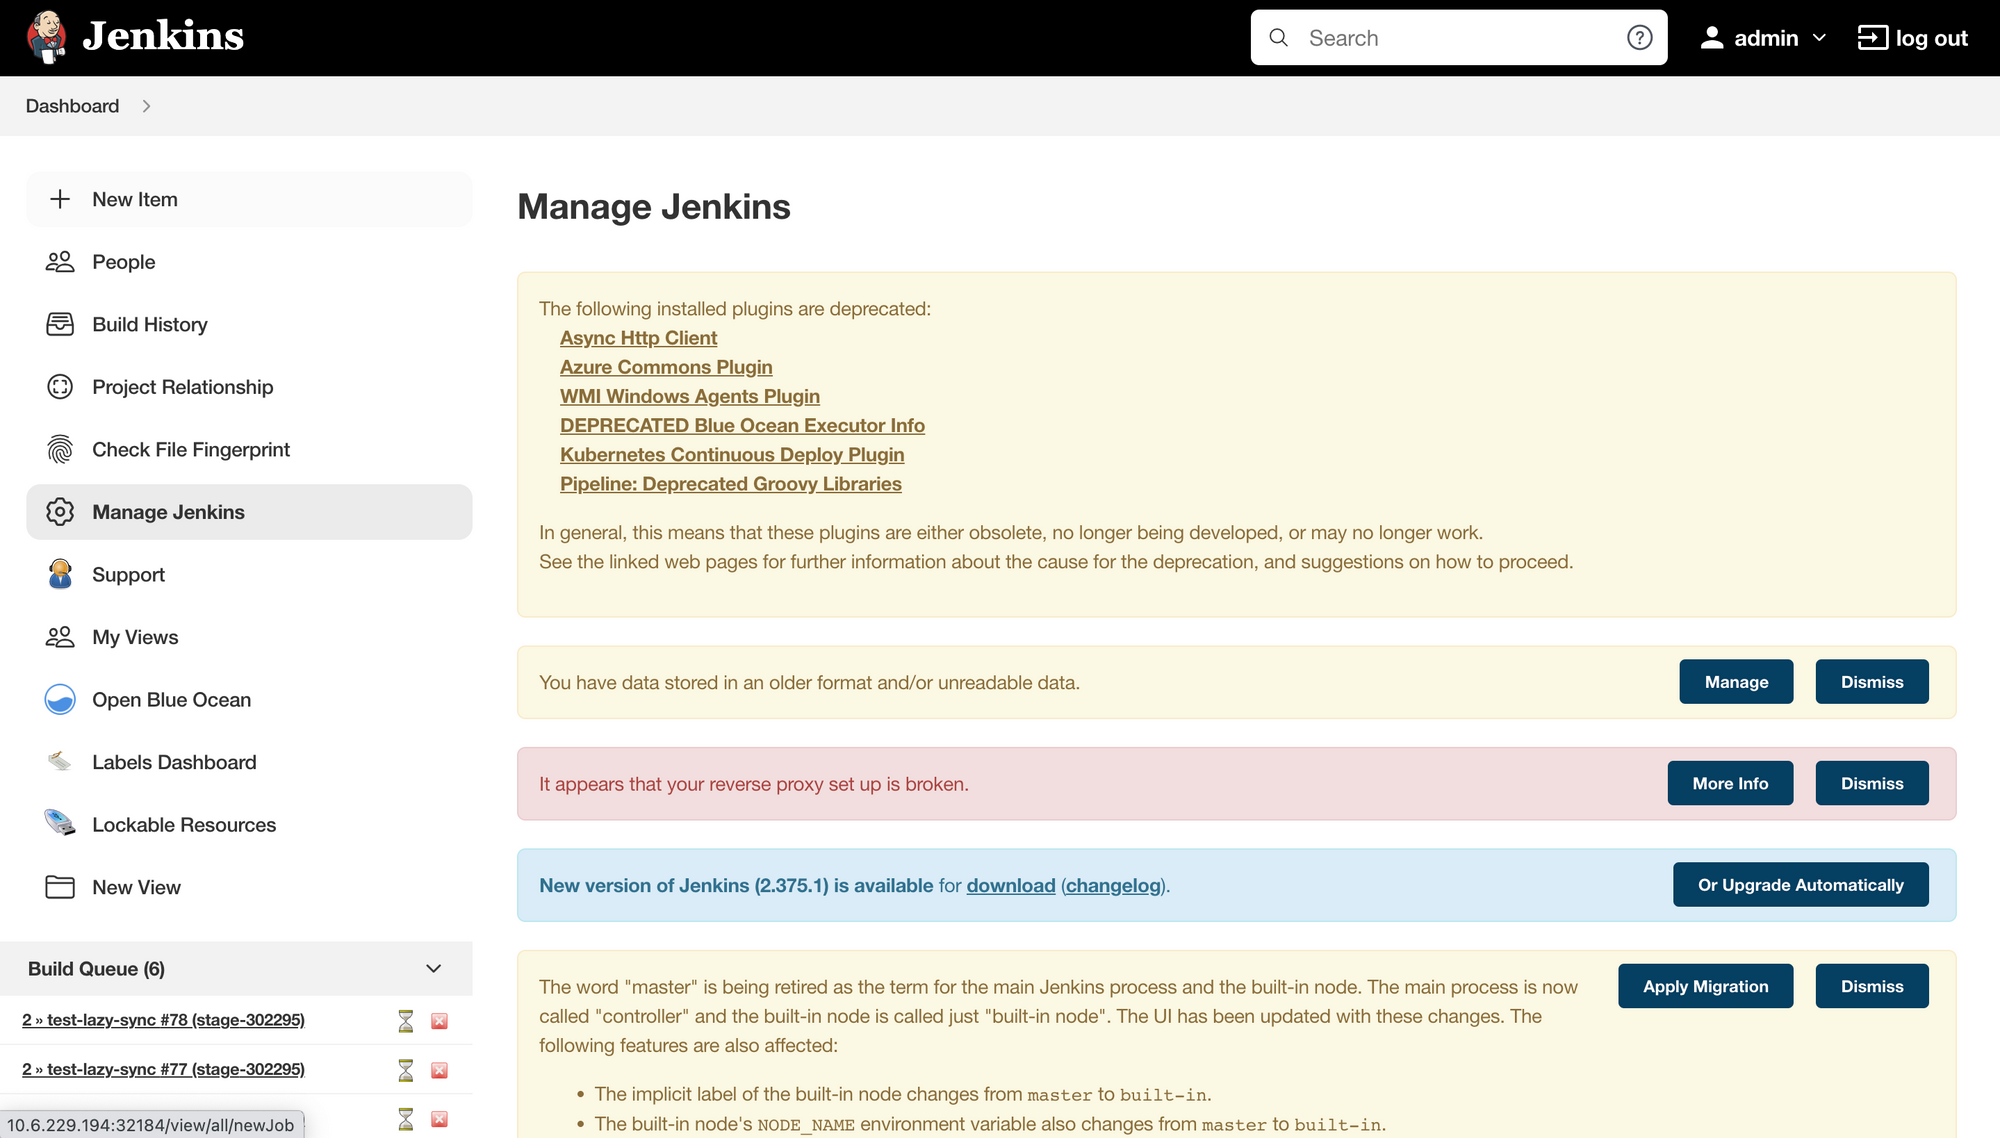 Jenkins
Search
admin
log out
Dashboard
New Item
People
Build History
Project Relationship
Check File Fingerprint
Manage Jenkins
Support
My Views
Open Blue Ocean
Labels Dashboard
Lockable Resources
New View
Build Queue (6)
2 » test-lazy-sync #78 (stage-302295)
2 » test-lazy-sync #77 (stage-302295)
10.6.229.194:32184/view/all/newJob
Manage Jenkins
The following installed plugins are deprecated:
Async Http Client
Azure Commons Plugin
WMI Windows Agents Plugin
DEPRECATED Blue Ocean Executor Info
Kubernetes Continuous Deploy Plugin
Pipeline: Deprecated Groovy Libraries
In general, this means that these plugins are either obsolete, no longer being developed, or may no longer work.
See the linked web pages for further information about the cause for the deprecation, and suggestions on how to proceed.
You have data stored in an older format and/or unreadable data.
Manage
Dismiss
It appears that your reverse proxy set up is broken.
More Info
Dismiss
New version of Jenkins (2.375.1) is available for download (changelog).
Or Upgrade Automatically
The word "master" is being retired as the term for the main Jenkins process and the built-in node. The main process is now
called "controller" and the built-in node is called just "built-in node". The UI has been updated with these changes. The
following features are also affected:
Apply Migration
Dismiss
• The implicit label of the built-in node changes from master to built-in.
• The built-in node's NODE_NAME environment variable also changes from master to built-in.